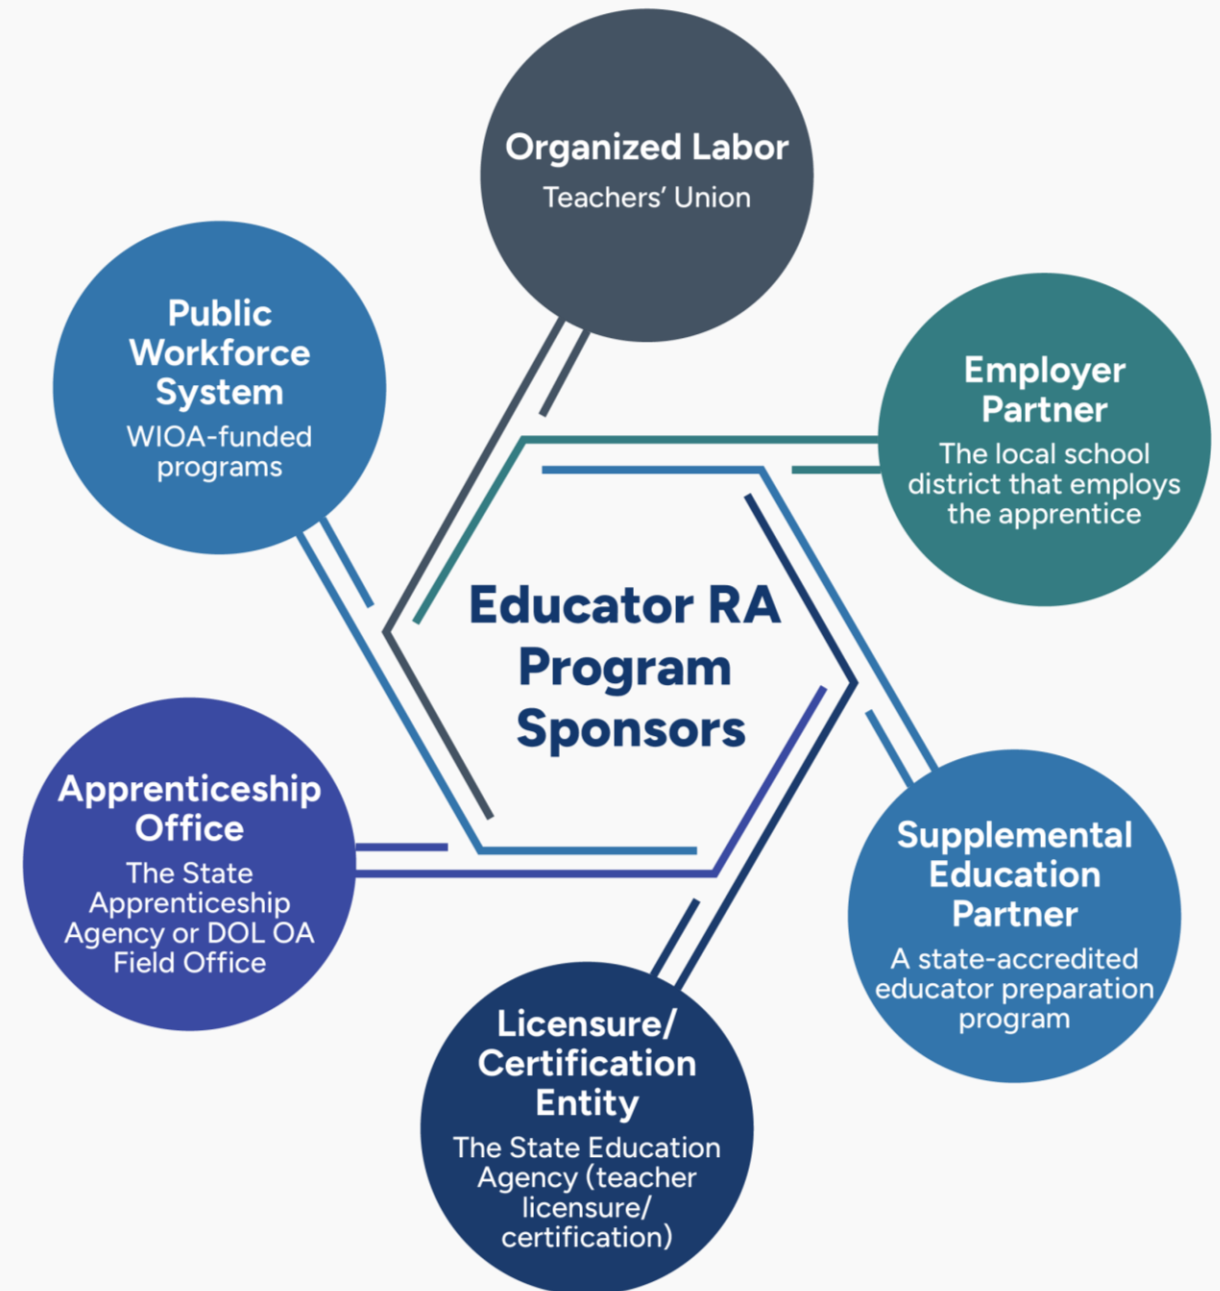 Organized Labor
Teachers’ Union
Employer
Partner
The local school
district that employs
the apprentice
Supplemental
Education
Partner
A state-accredited
educator preparation
program
Licensure/
Certification
Entity
The State Education
Agency (teacher
licensure/
certification)
Apprenticeship
Office
The State
Apprenticeship
Agency or DOL OA
Field Office
Public
Workforce
System
WIOA-funded
programs
Educator RA
Program
Sponsors